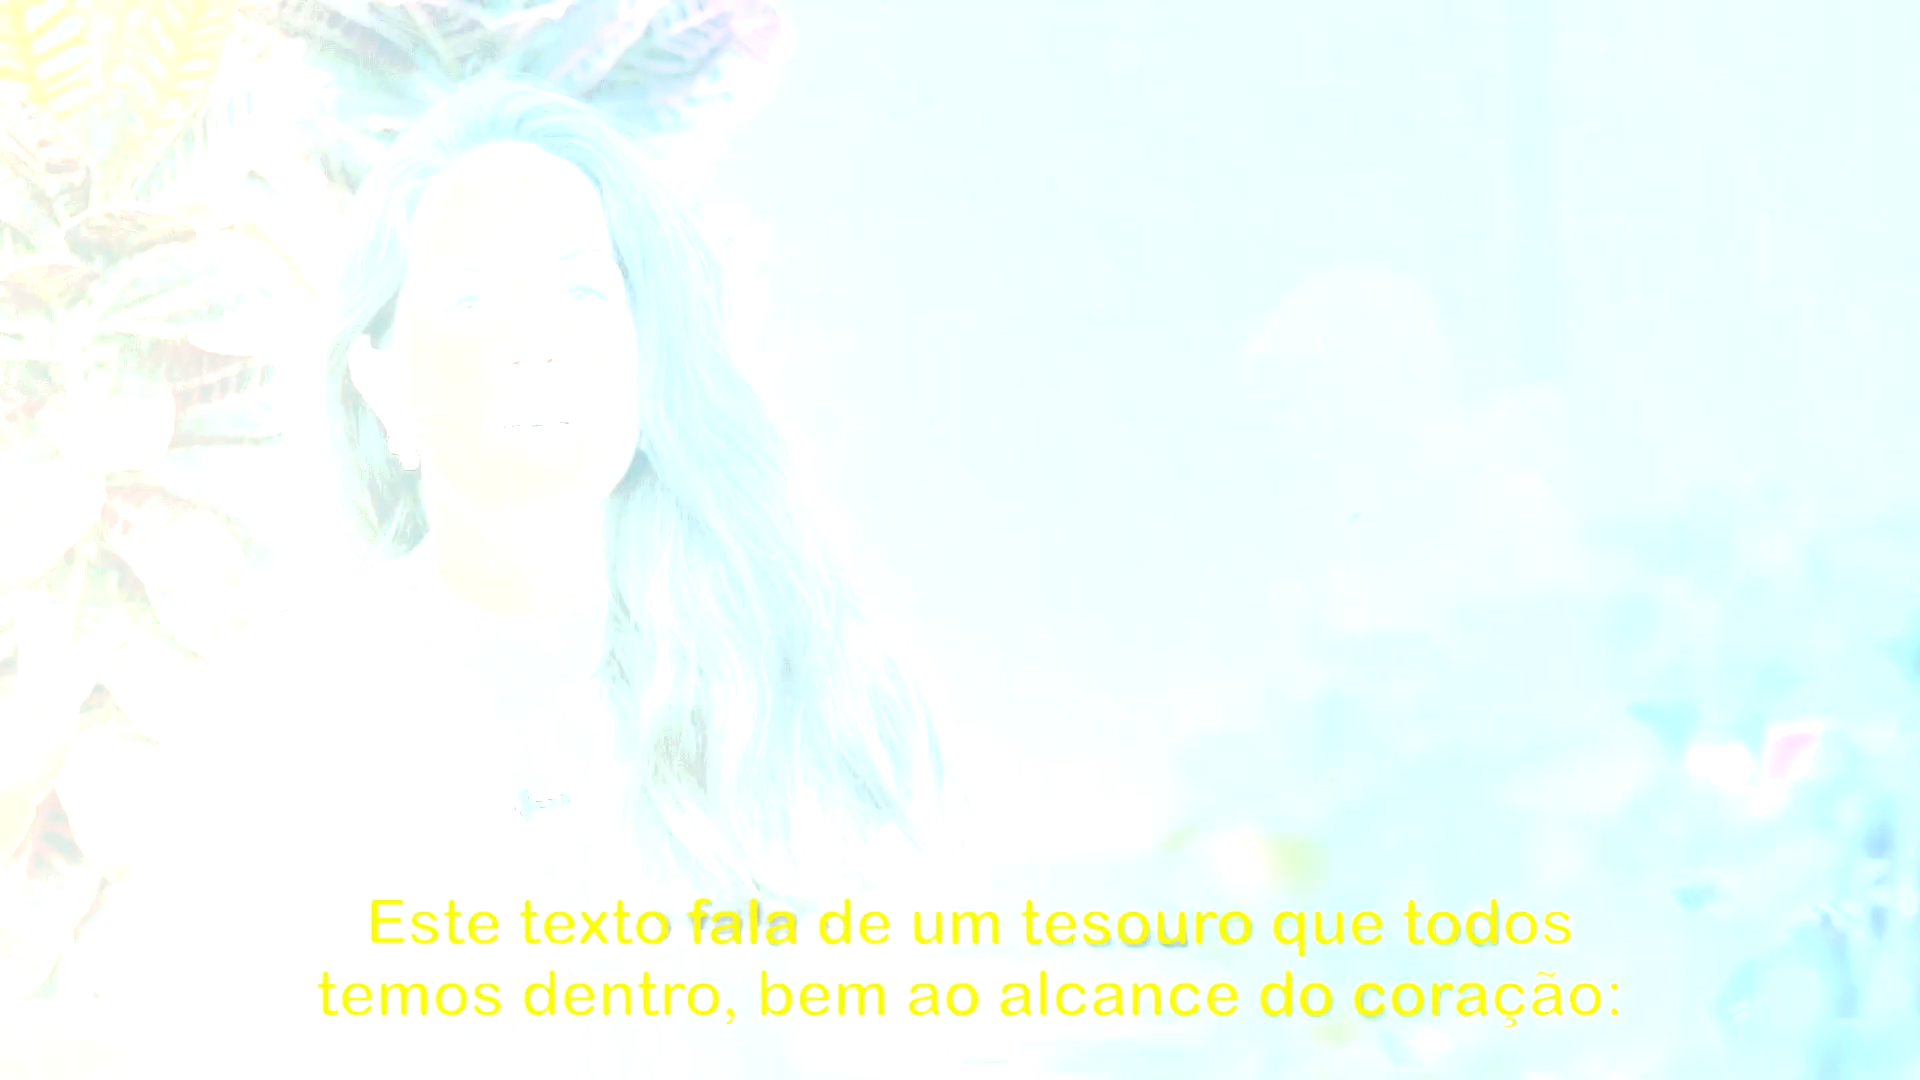 Este texto fala de um tesouro que todos
temos dentro, bem ao alcance do coração: